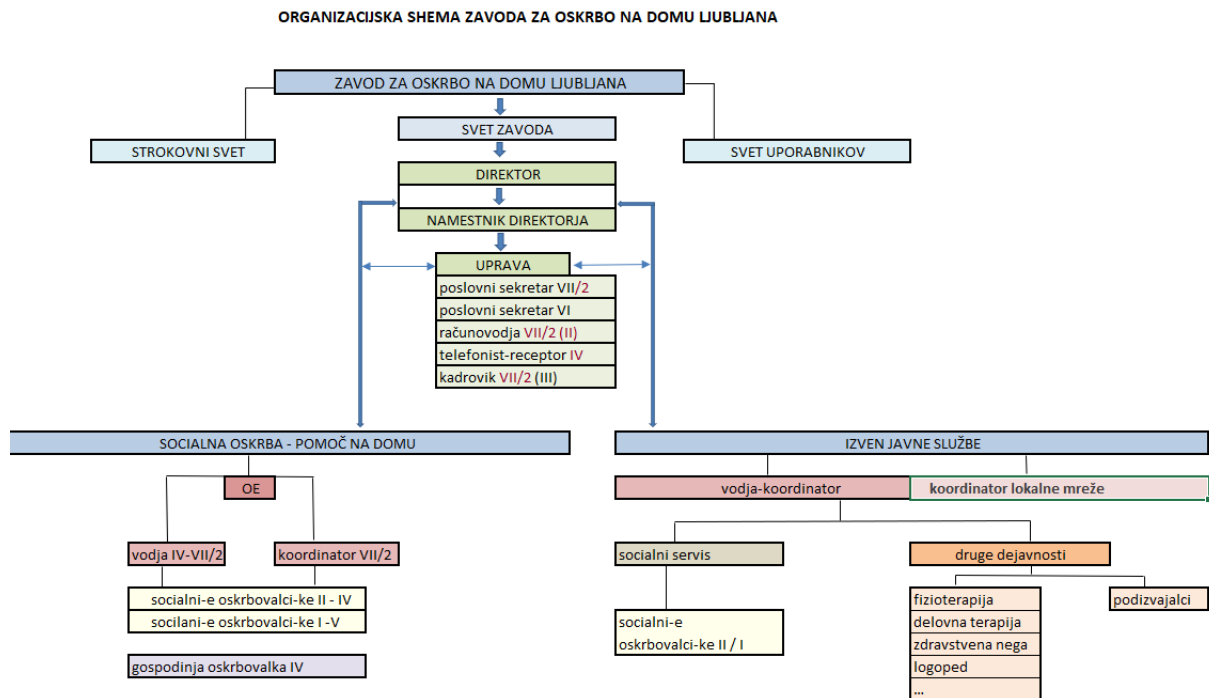 ORGANIZACIJSKA SHEMA ZAVODA ZA OSKRBO NA DOMU LJUBLJANA
ZAVOD ZA OSKRBO NA DOMU LJUBLJANA
SVET ZAVODA
STROKOVNI SVET
SVET UPORABNIKOV
DIREKTOR
NAMESTNIK DIREKTORJA
UPRAVA
poslovni sekretar VII/2
poslovni sekretar VI
računovodja VII/2 (II)
telefonist-receptor IV
kadrovik VII/2 (III)
SOCIALNA OSKRBA - POMOČ NA DOMU
OE
vodja IV-VII/2
koordinator VII/2
socialni-e oskrbovalci-ke II - IV
socilani-e oskrbovalci-ke I -V
gospodinja oskrbovalka IV
IZVEN JAVNE SLUŽBE
vodja-koordinator
koordinator lokalne mreže
socialni servis
socialni-e
oskrbovalci-ke II / I
druge dejavnosti
fizioterapija
delovna terapija
zdravstvena nega
logoped
...
podizvajalci